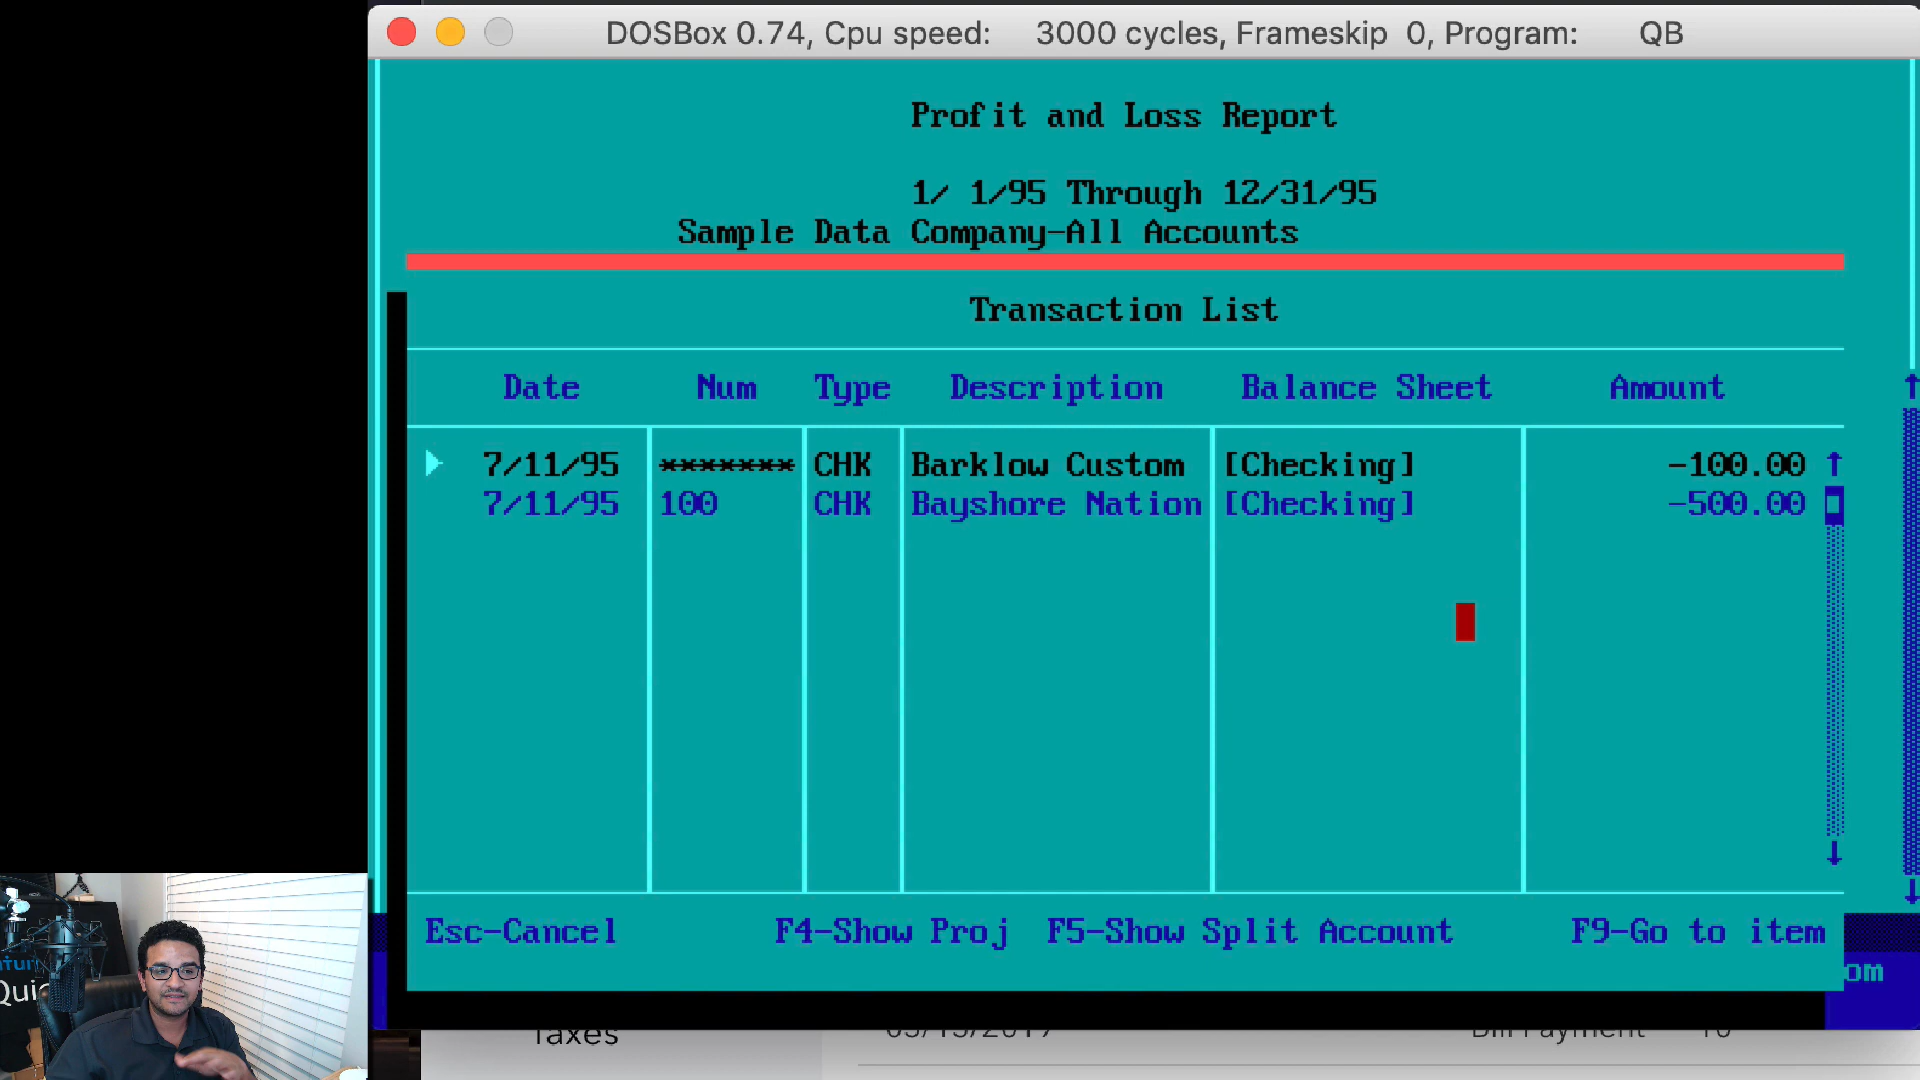 DOSBox 0.74, Cpu speed: 3000 cycles, Frameskip 0, Program: QB
Profit and Loss Report
1/ 1/95 Through 12/31/95
Sample Data Company-All Accounts
Transaction List
Date Num Type Description Balance Sheet Amount
7/11/95 ******* CHK Barklow Custom [Checking] -100.00
7/11/95 100 CHK Bayshore Nation [Checking] -500.00
Esc-Cancel F4-Show Proj F5-Show Split Account F9-Go to item
om
Taxes Bill Payment